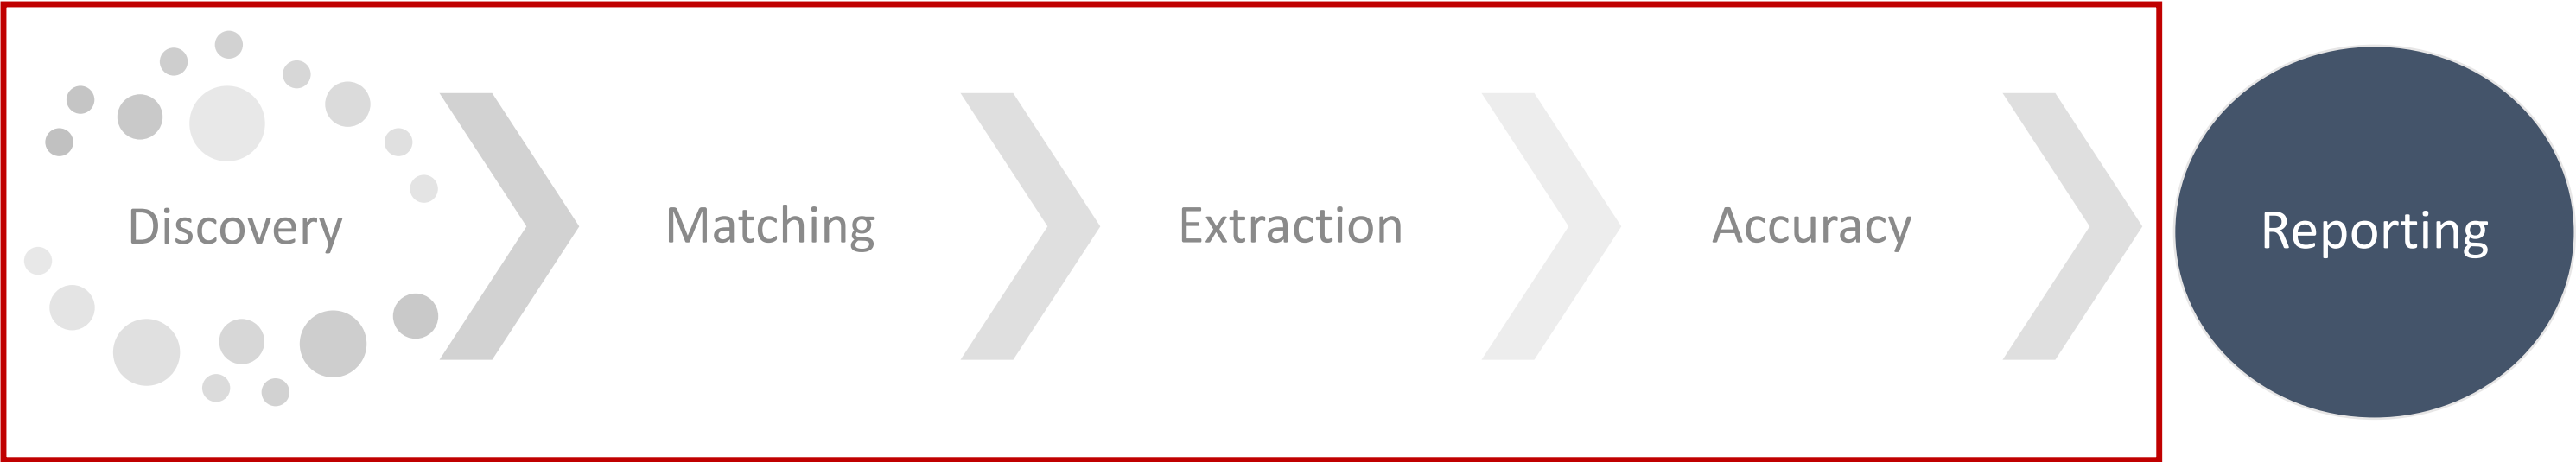 Discovery
Matching
Extraction
Accuracy
Reporting